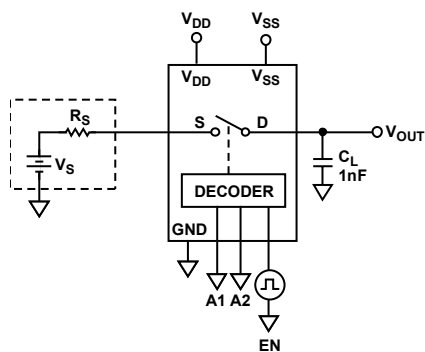 VDD VSS
VDD VSS
RS
S D
VOUT
VS
CL
1nF
DECODER
GND
A1 A2
EN